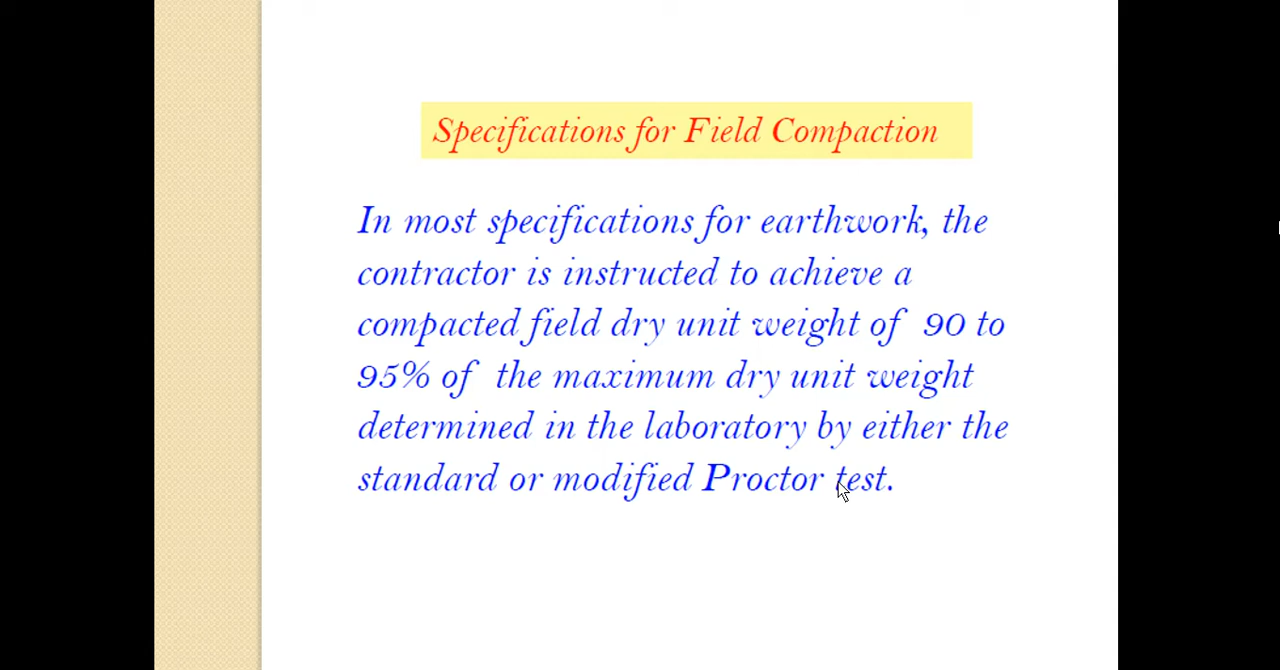 Specifications for Field Compaction
In most specifications for earthwork, the
contractor is instructed to achieve a
compacted field dry unit weight of 90 to
95% of the maximum dry unit weight
determined in the laboratory by either the
standard or modified Proctor test.